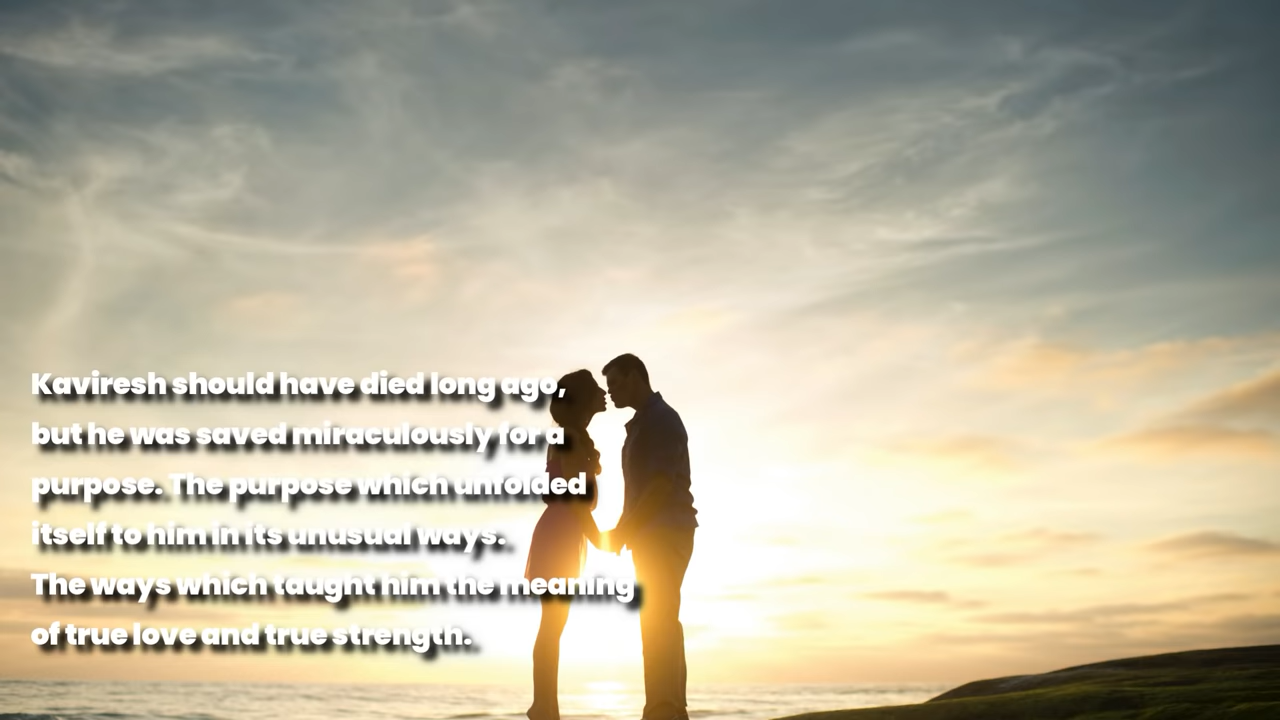 Kaviresh should have died long ago,
but he was saved miraculously for a
purpose. The purpose which unfolded
itself to him in its unusual ways.
The ways which taught him the meaning
of true love and true strength.